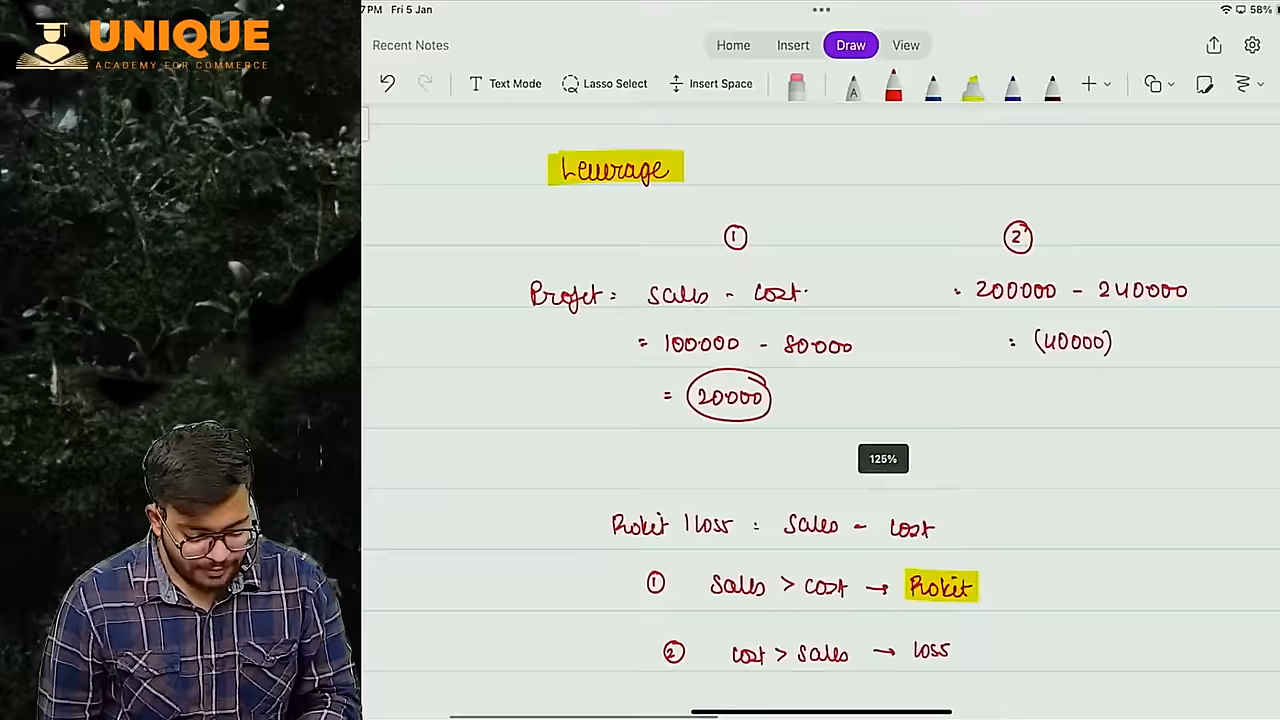 UNIQUE
ACADEMY FOR COMMERCE
7PM Fri 5 Jan
58%
Recent Notes
Home Insert Draw View
Text Mode Lasso Select Insert Space
A
Leverage
① ②
Profit = Sales - Cost.
= 200000 - 240000
= 100000 - 80000
= (40000)
= 20000
125%
Profit | loss = Sales - Cost
① Sales > Cost → Profit
② Cost > Sales → loss